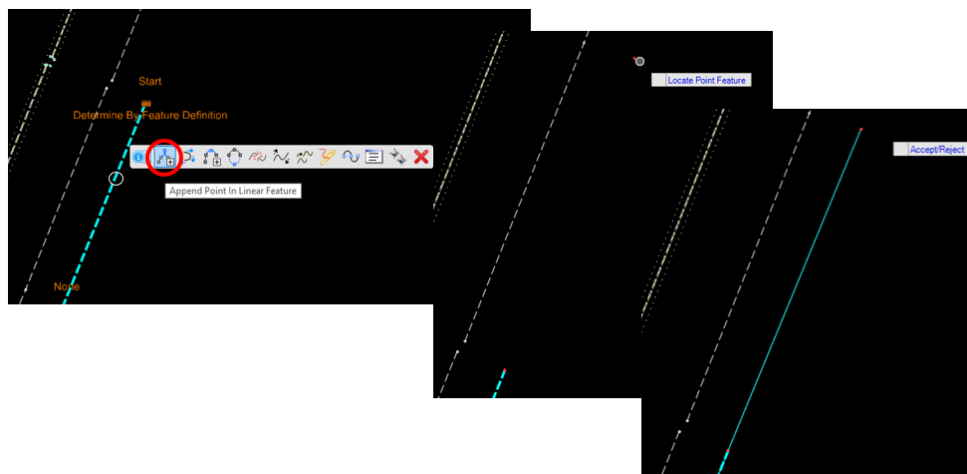 Start
Determine By Feature Definition
Append Point In Linear Feature
None
Locate Point Feature
Accept/Reject